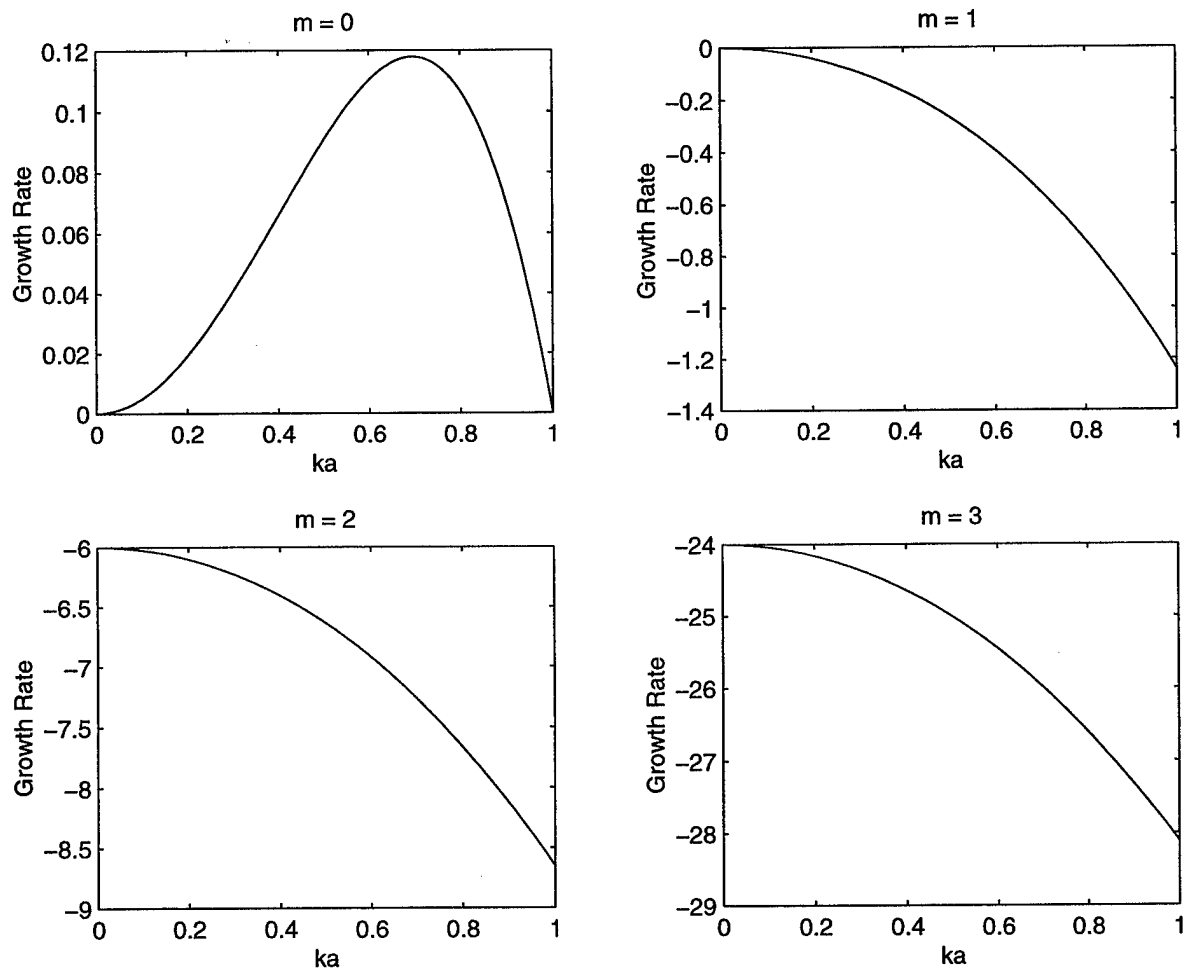 m = 0
Growth Rate
0.12
0.1
0.08
0.06
0.04
0.02
0
0 0.2 0.4 0.6 0.8 1
ka
m = 1
Growth Rate
0
−0.2
−0.4
−0.6
−0.8
−1
−1.2
−1.4
0 0.2 0.4 0.6 0.8 1
ka
m = 2
Growth Rate
−6
−6.5
−7
−7.5
−8
−8.5
−9
0 0.2 0.4 0.6 0.8 1
ka
m = 3
Growth Rate
−24
−25
−26
−27
−28
−29
0 0.2 0.4 0.6 0.8 1
ka